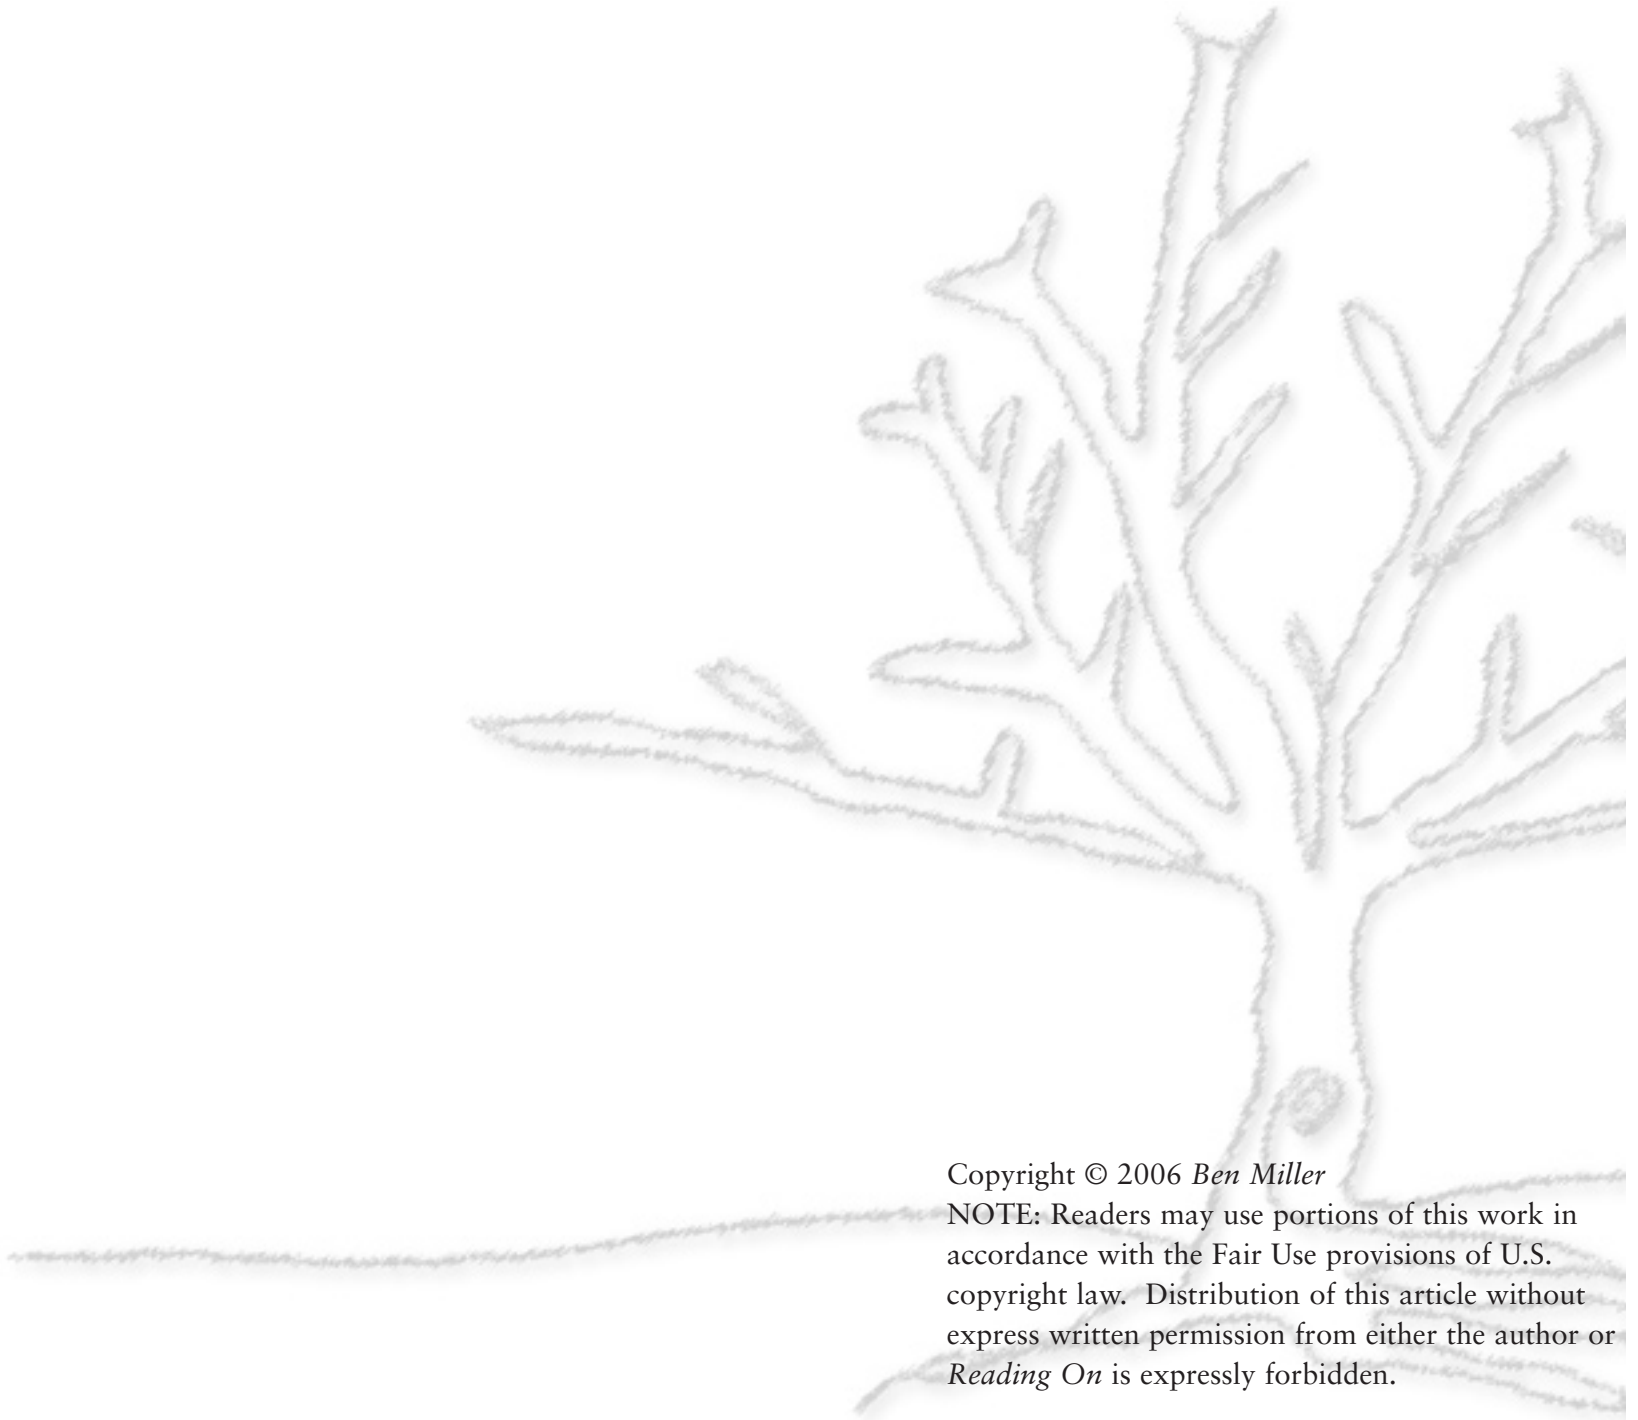 Copyright © 2006 Ben Miller
NOTE: Readers may use portions of this work in
accordance with the Fair Use provisions of U.S.
copyright law.  Distribution of this article without
express written permission from either the author or
Reading On is expressly forbidden.